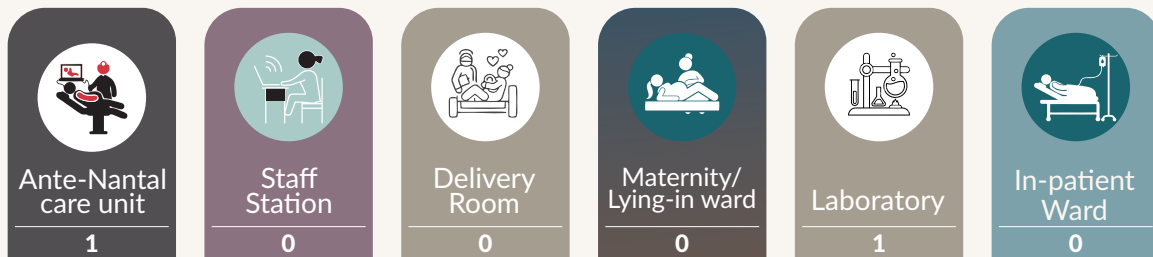 Ante-Nantal
care unit
1
Staff
Station
0
Delivery
Room
0
Maternity/
Lying-in ward
0
Laboratory
1
In-patient
Ward
0